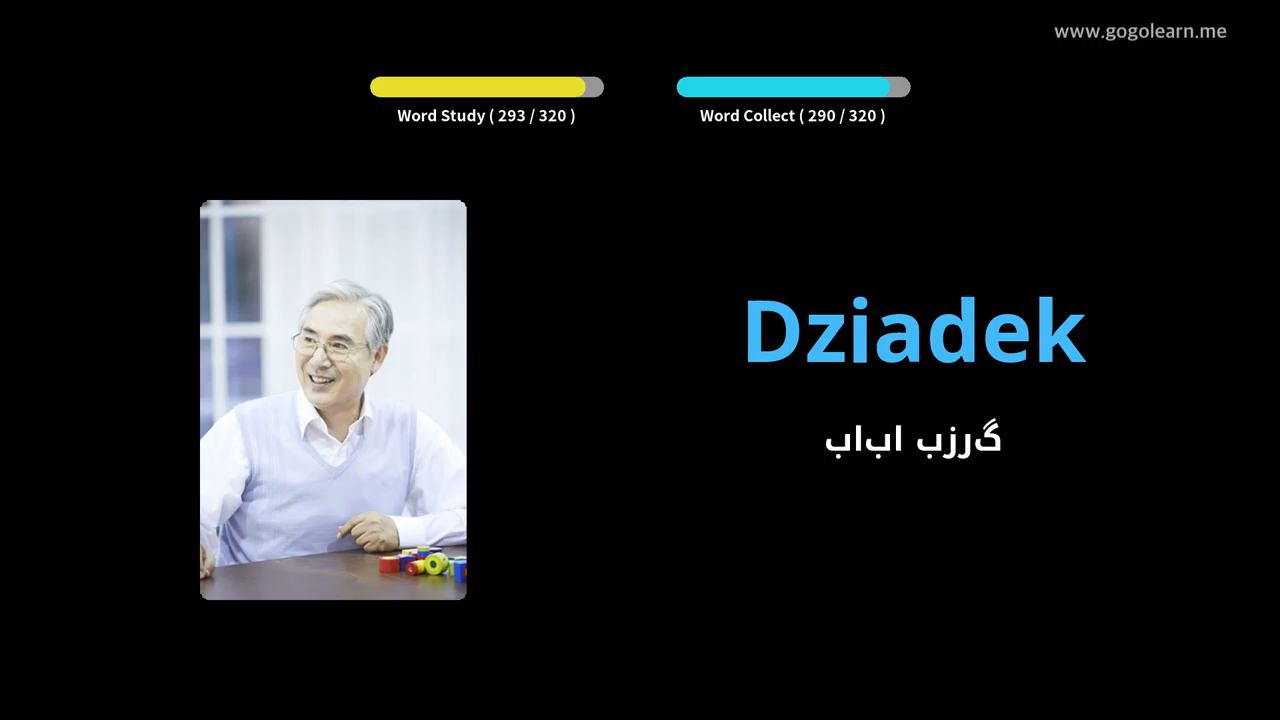 www.gogolearn.me
Word Study ( 293 / 320 )
Word Collect ( 290 / 320 )
Dziadek
گرزب اباب